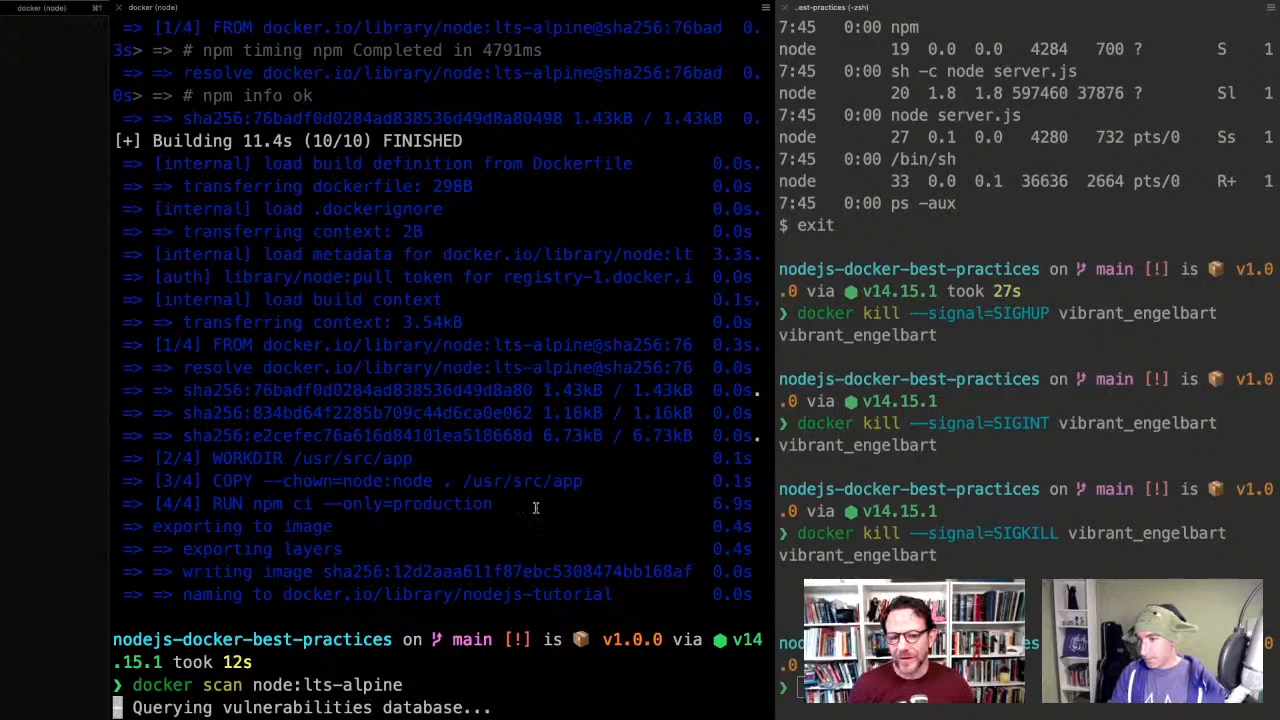 docker (node)
⌘1
docker (node)
=> [1/4] FROM docker.io/library/node:lts-alpine@sha256:76bad 0.
3s> => # npm timing npm Completed in 4791ms
=> resolve docker.io/library/node:lts-alpine@sha256:76bad 0.
0s> => # npm info ok
=> sha256:76badf0d0284ad838536d49d8a80498 1.43kB / 1.43kB 0.
[+] Building 11.4s (10/10) FINISHED
=> [internal] load build definition from Dockerfile 0.0s.
=> => transferring dockerfile: 298B 0.0s
=> [internal] load .dockerignore 0.0s.
=> => transferring context: 2B 0.0s
=> [internal] load metadata for docker.io/library/node:lt 3.3s.
=> [auth] library/node:pull token for registry-1.docker.i 0.0s
=> [internal] load build context 0.1s
=> => transferring context: 3.54kB 0.0s
=> [1/4] FROM docker.io/library/node:lts-alpine@sha256:76 0.3s.
=> => resolve docker.io/library/node:lts-alpine@sha256:76 0.0s
=> => sha256:76badf0d0284ad838536d49d8a80 1.43kB / 1.43kB 0.0s.
=> => sha256:834bd64f2285b709c44d6ca0e062 1.16kB / 1.16kB 0.0s
=> => sha256:e2cefec76a616d84101ea518668d 6.73kB / 6.73kB 0.0s.
=> [2/4] WORKDIR /usr/src/app 0.1s
=> [3/4] COPY --chown=node:node . /usr/src/app 0.1s
=> [4/4] RUN npm ci --only=production 6.9s
=> exporting to image 0.4s
=> => exporting layers 0.4s
=> => writing image sha256:12d2aaa611f87ebc5308474bb168af 0.0s
=> => naming to docker.io/library/nodejs-tutorial 0.0s
nodejs-docker-best-practices on main [!] is 📦 v1.0.0 via ⬢ v14
.15.1 took 12s
❯ docker scan node:lts-alpine
Querying vulnerabilities database...
..est-practices (-zsh)
7:45 0:00 npm
node 19 0.0 0.0 4284 700 ? S 1
7:45 0:00 sh -c node server.js
node 20 1.8 1.8 597460 37876 ? Sl 1
7:45 0:00 node server.js
node 27 0.1 0.0 4280 732 pts/0 Ss 1
7:45 0:00 /bin/sh
node 33 0.0 0.1 36636 2664 pts/0 R+ 1
7:45 0:00 ps -aux
$ exit
nodejs-docker-best-practices on main [!] is 📦 v1.0
.0 via ⬢ v14.15.1 took 27s
❯ docker kill --signal=SIGHUP vibrant_engelbart
vibrant_engelbart
nodejs-docker-best-practices on main [!] is 📦 v1.0
.0 via ⬢ v14.15.1
❯ docker kill --signal=SIGINT vibrant_engelbart
vibrant_engelbart
nodejs-docker-best-practices on main [!] is 📦 v1.0
.0 via ⬢ v14.15.1
❯ docker kill --signal=SIGKILL vibrant_engelbart
vibrant_engelbart